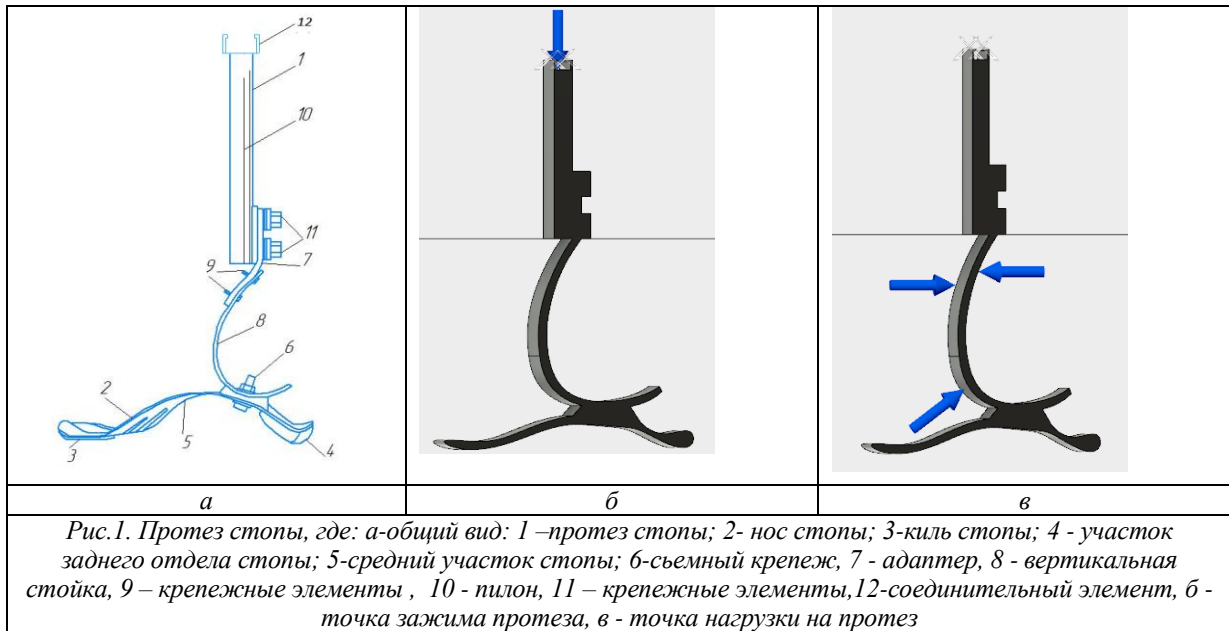 12
1
10
11
9
7
8
6
2
3
5
4
а
б
в
Рис.1. Протез стопы, где: а-общий вид: 1 –протез стопы; 2- нос стопы; 3-киль стопы; 4 - участок
заднего отдела стопы; 5-средний участок стопы; 6-сьемный крепеж, 7 - адаптер, 8 - вертикальная
стойка, 9 – крепежные элементы , 10 - пилон, 11 – крепежные элементы,12-соединительный элемент, б -
точка зажима протеза, в - точка нагрузки на протез